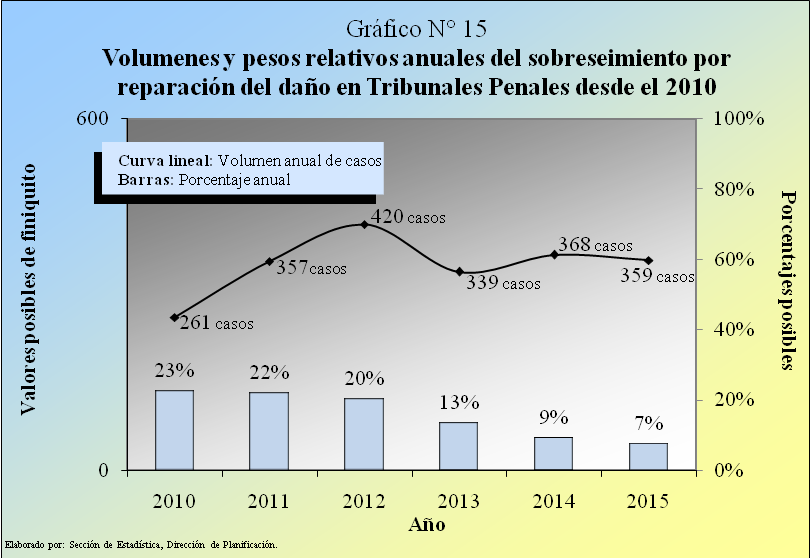 Gráfico N° 15
Volumenes y pesos relativos anuales del sobreseimiento por
reparación del daño en Tribunales Penales desde el 2010
Valores posibles de finiquito
Porcentajes posibles
600
0
100%
80%
60%
40%
20%
0%
Curva lineal: Volumen anual de casos
Barras: Porcentaje anual
261 casos
357 casos
420 casos
339 casos
368 casos
359 casos
23%
22%
20%
13%
9%
7%
2010
2011
2012
2013
2014
2015
Año
Elaborado por: Sección de Estadística, Dirección de Planificación.